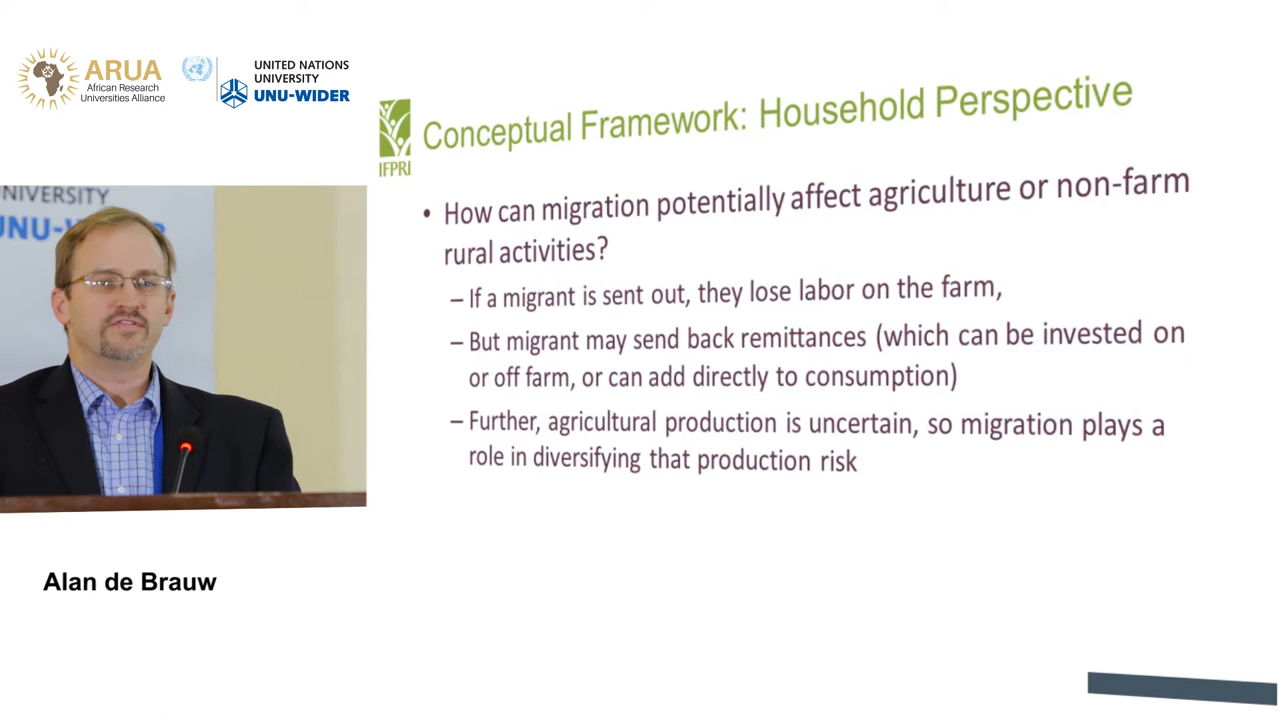 ARUA
African Research
Universities Alliance
UNITED NATIONS
UNIVERSITY
UNU-WIDER
IFPRI
Conceptual Framework: Household Perspective
• How can migration potentially affect agriculture or non-farm
rural activities?
– If a migrant is sent out, they lose labor on the farm,
– But migrant may send back remittances (which can be invested on
or off farm, or can add directly to consumption)
– Further, agricultural production is uncertain, so migration plays a
role in diversifying that production risk
NIVERSITY
NU-WIDER
Alan de Brauw